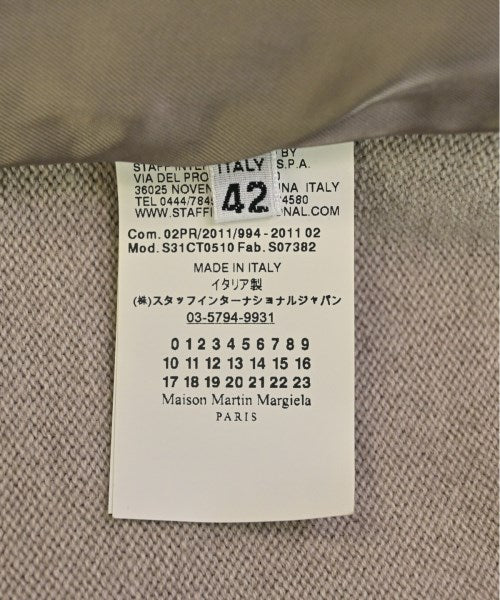 BY
STAFF INTE S.P.A.
ITALY
42
VIA DEL PRO
36025 NOVEN NA ITALY
TEL 0444/784 4580
WWW.STAFFI ONAL.COM
Com. 02PR/2011/994 - 2011 02
Mod. S31CT0510 Fab. S07382
MADE IN ITALY
イタリア製
(株)スタッフインターナショナルジャパン
03-5794-9931
0 1 2 3 4 5 6 7 8 9
10 11 12 13 14 15 16
17 18 19 20 21 22 23
Maison Martin Margiela
PARIS